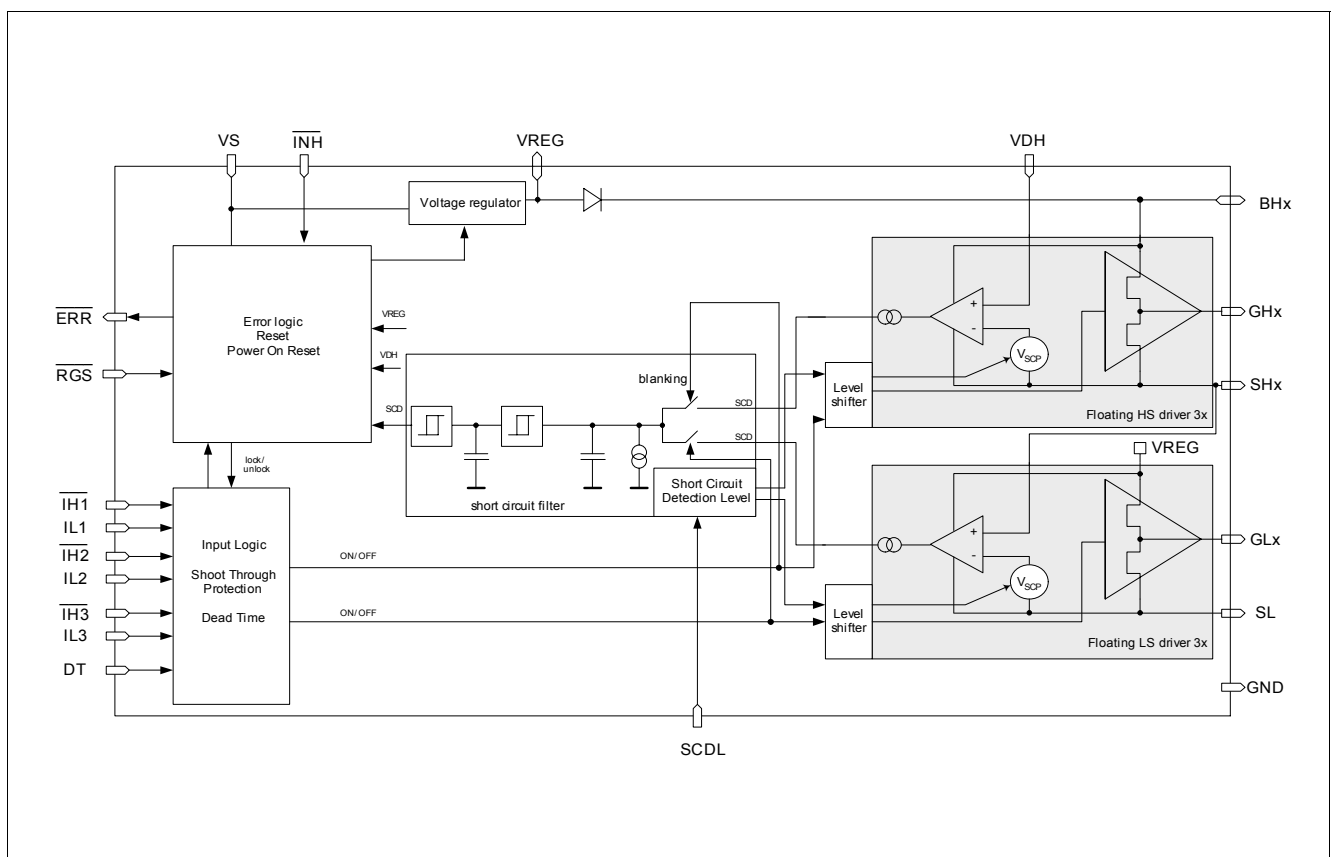 VS
INH
VREG
VDH
Voltage regulator
BHx
ERR
RGS
Error logic
Reset
Power On Reset
VREG
VDH
SCD
blanking
SCD
SCD
short circuit filter
Short Circuit
Detection Level
lock/
unlock
+
-
VSCP
Level
shifter
Floating HS driver 3x
GHx
SHx
VREG
IH1
IL1
IH2
IL2
IH3
IL3
DT
Input Logic
Shoot Through
Protection
Dead Time
ON/OFF
ON/OFF
+
-
VSCP
Level
shifter
Floating LS driver 3x
GLx
SL
GND
SCDL